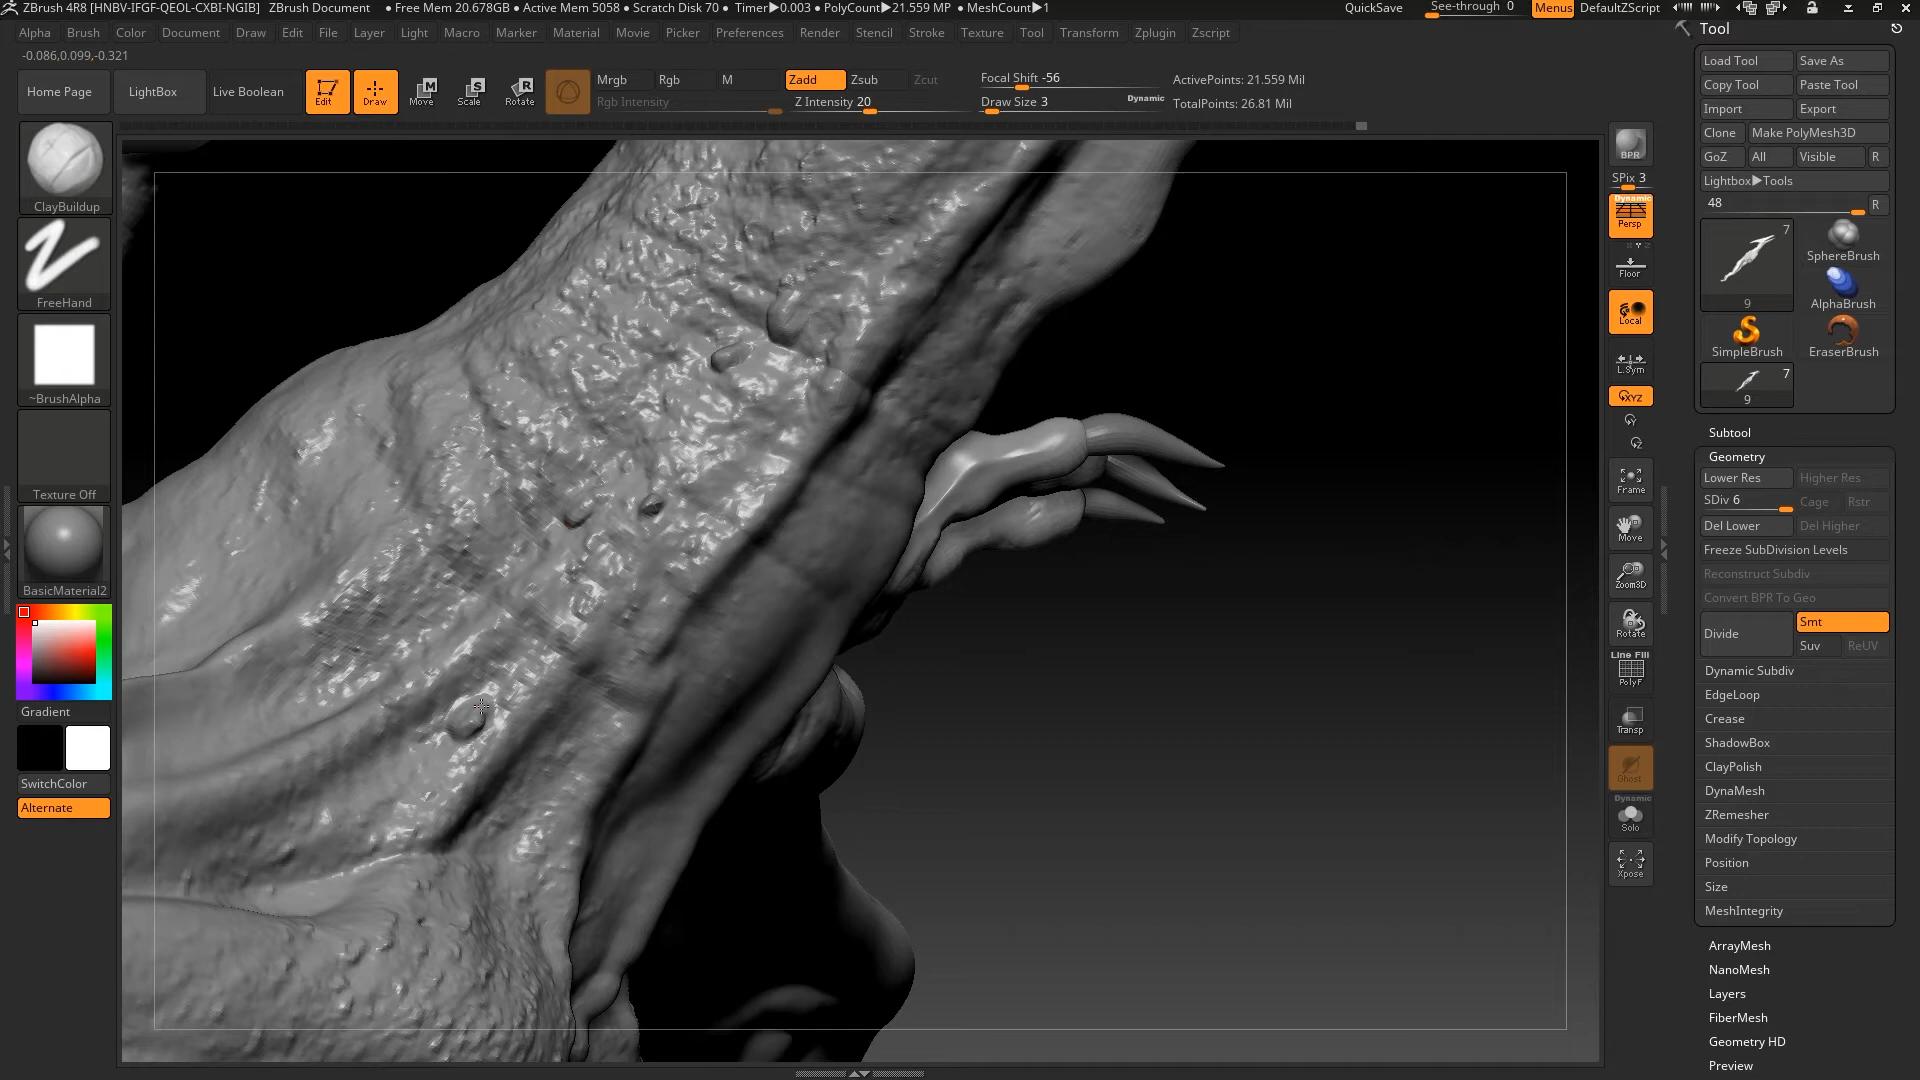 ZBrush 4R8 [HNBV-IFGF-QEOL-CXBI-NGIB] ZBrush Document • Free Mem 20.678GB • Active Mem 5058 • Scratch Disk 70 • Timer▶0.003 • PolyCount▶21.559 MP • MeshCount▶1 QuickSave See-through 0 Menus DefaultZScript
Alpha Brush Color Document Draw Edit File Layer Light Macro Marker Material Movie Picker Preferences Render Stencil Stroke Texture Tool Transform Zplugin Zscript
-0.086,0.099,-0.321
Home Page LightBox Live Boolean Edit Draw Move Scale Rotate
Mrgb Rgb M Zadd Zsub Zcut
Rgb Intensity Z Intensity 20
Focal Shift -56
Draw Size 3 Dynamic
ActivePoints: 21.559 Mil
TotalPoints: 26.81 Mil
ClayBuildup
FreeHand
~BrushAlpha
Texture Off
BasicMaterial2
Gradient
SwitchColor
Alternate
BPR
SPix 3
Dynamic
Persp
Floor
Local
L.Sym
XYZ
Frame
Move
Zoom3D
Rotate
Line Fill
PolyF
Transp
Ghost
Dynamic
Solo
Xpose
Tool
Load Tool Save As
Copy Tool Paste Tool
Import Export
Clone Make PolyMesh3D
GoZ All Visible R
Lightbox▶Tools
48 R
7
9
SphereBrush
AlphaBrush
SimpleBrush EraserBrush
7
9
Subtool
Geometry
Lower Res Higher Res
SDiv 6 Cage Rstr
Del Lower Del Higher
Freeze SubDivision Levels
Reconstruct Subdiv
Convert BPR To Geo
Divide Smt
Suv ReUV
Dynamic Subdiv
EdgeLoop
Crease
ShadowBox
ClayPolish
DynaMesh
ZRemesher
Modify Topology
Position
Size
MeshIntegrity
ArrayMesh
NanoMesh
Layers
FiberMesh
Geometry HD
Preview